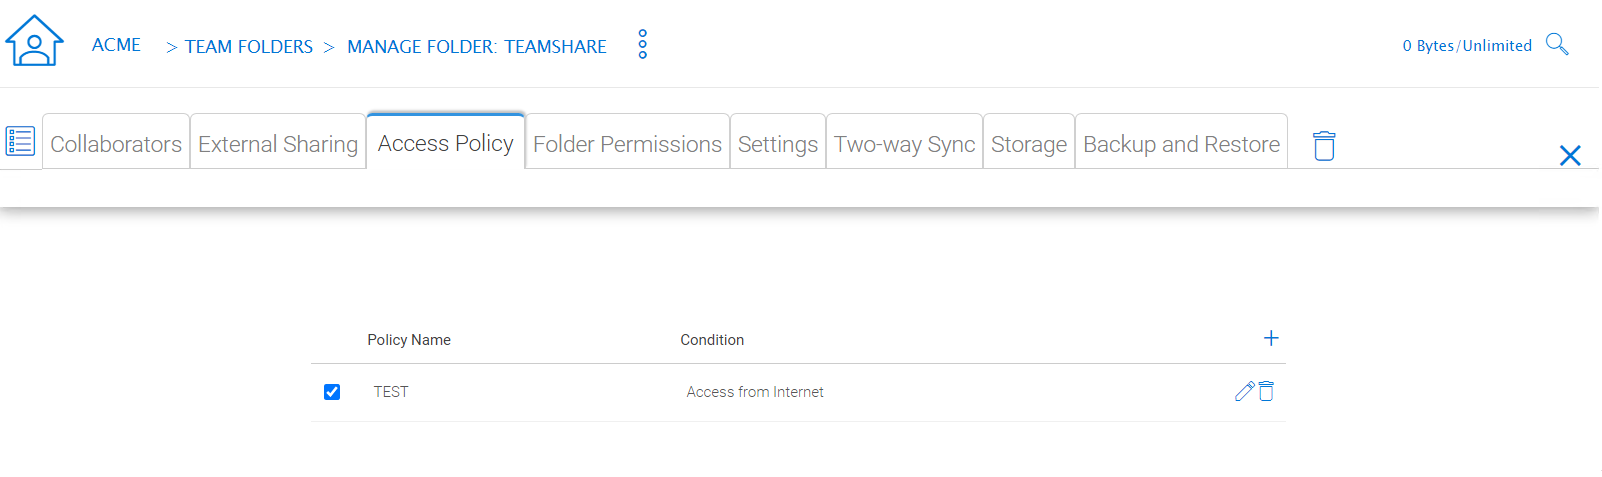 ACME > TEAM FOLDERS > MANAGE FOLDER: TEAMSHARE 0 Bytes/Unlimited
Collaborators External Sharing Access Policy Folder Permissions Settings Two-way Sync Storage Backup and Restore
Policy Name Condition +
TEST Access from Internet